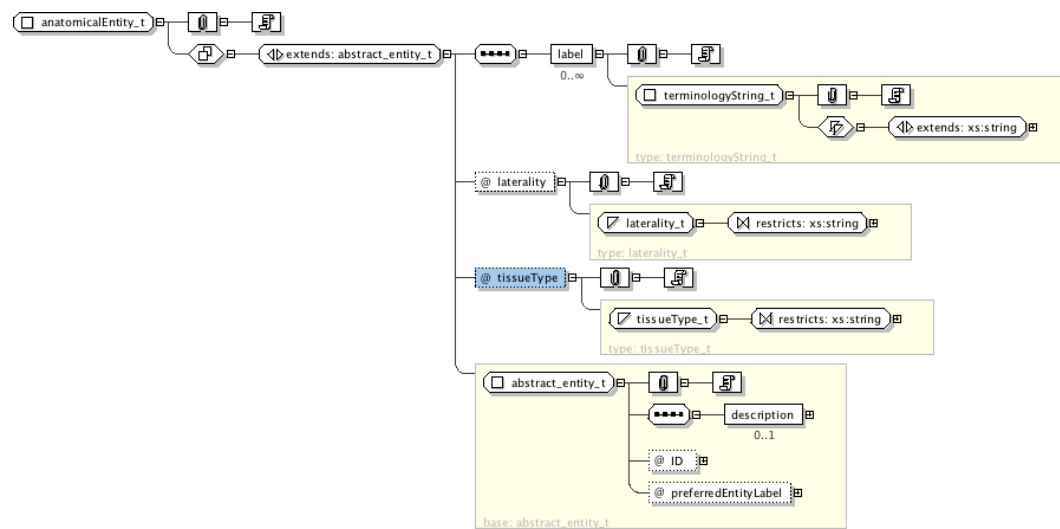 anatomicalEntity_t
extends: abstract_entity_t
label
0..∞
terminologyString_t
extends: xs:string
type: terminologyString_t
@ laterality
laterality_t
restricts: xs:string
type: laterality_t
@ tissueType
tissueType_t
restricts: xs:string
type: tissueType_t
abstract_entity_t
description
0..1
@ ID
@ preferredEntityLabel
base: abstract_entity_t